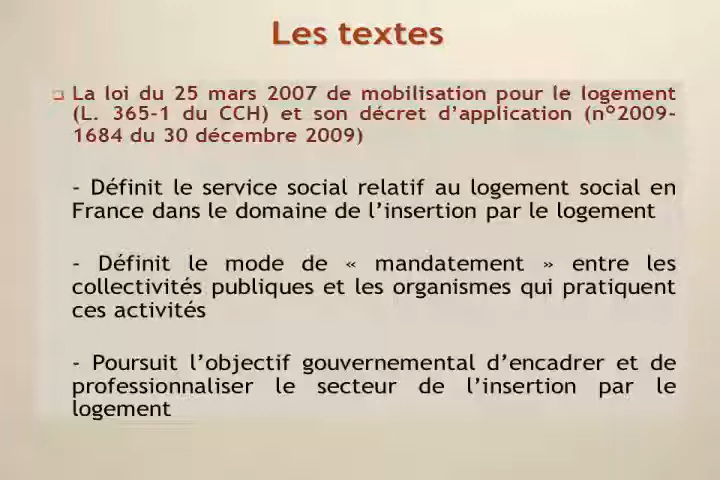 Les textes
La loi du 25 mars 2007 de mobilisation pour le logement
(L. 365-1 du CCH) et son décret d'application (n°2009-
1684 du 30 décembre 2009)
- Définit le service social relatif au logement social en
France dans le domaine de l'insertion par le logement
- Définit le mode de « mandatement » entre les
collectivités publiques et les organismes qui pratiquent
ces activités
- Poursuit l'objectif gouvernemental d'encadrer et de
professionnaliser le secteur de l'insertion par le
logement